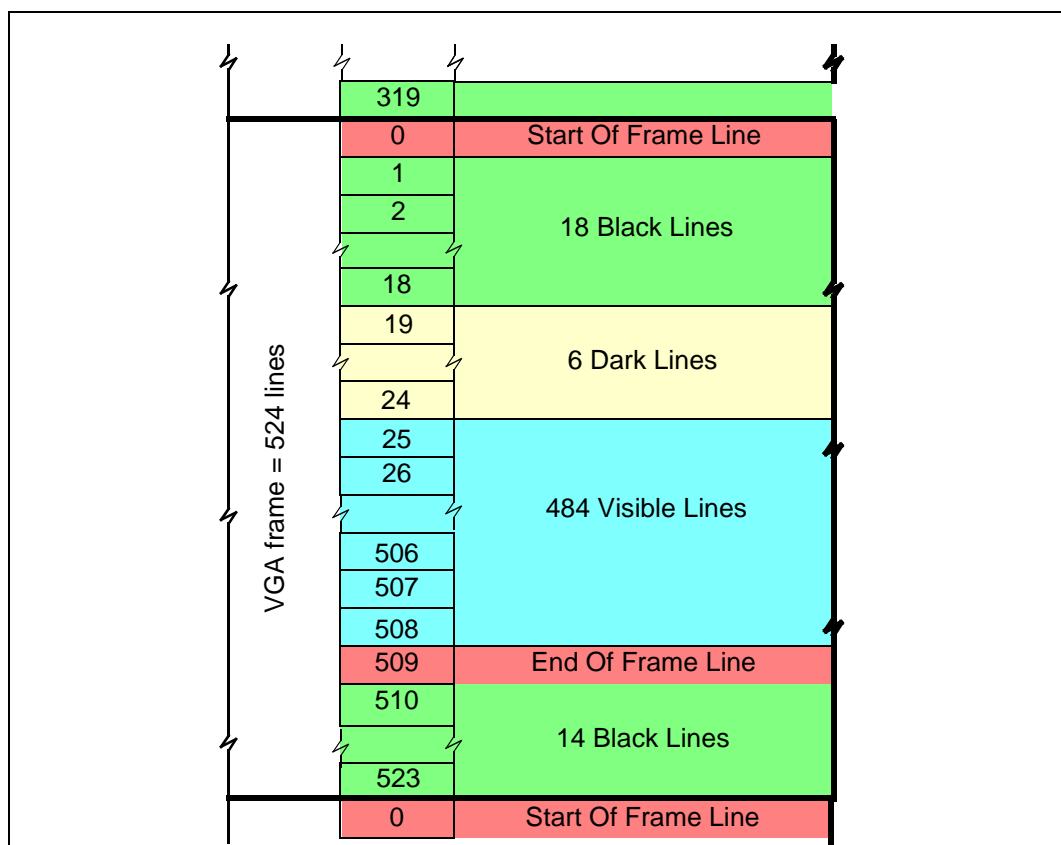 319
0 Start Of Frame Line
1
2
18 Black Lines
18
19
6 Dark Lines
24
25
26
484 Visible Lines
VGA frame = 524 lines
506
507
508
509 End Of Frame Line
510
14 Black Lines
523
0 Start Of Frame Line